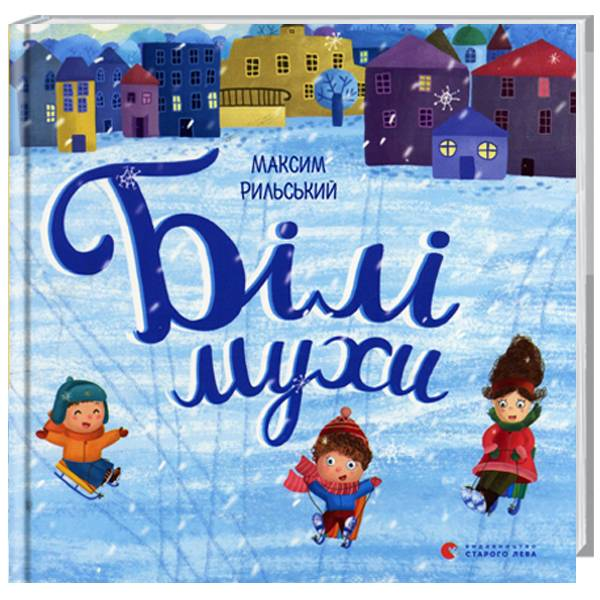 МАКСИМ
РИЛЬСЬКИЙ
Білі
мухи
ВИДАВНИЦТВО
СТАРОГО ЛЕВА